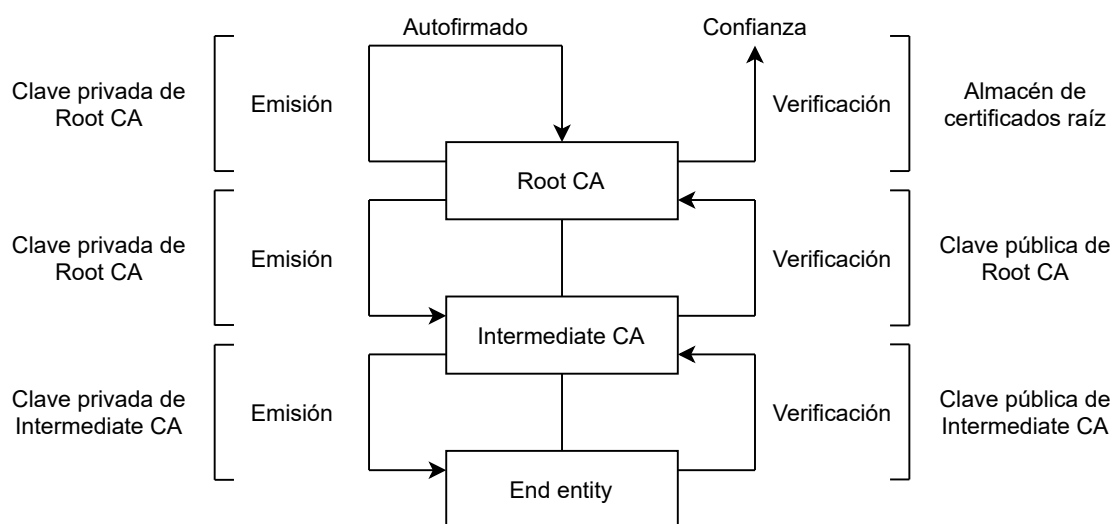 Autofirmado
Confianza
Clave privada de
Root CA
Emisión
Verificación
Almacén de
certificados raíz
Root CA
Clave privada de
Root CA
Emisión
Verificación
Clave pública de
Root CA
Intermediate CA
Clave privada de
Intermediate CA
Emisión
Verificación
Clave pública de
Intermediate CA
End entity